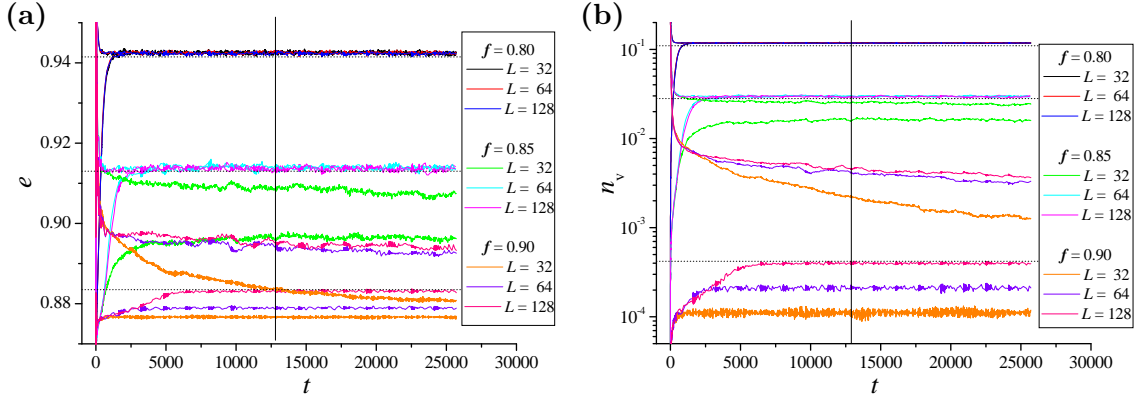 (a)
e
0.94
0.92
0.90
0.88
0
5000
10000
15000
20000
25000
30000
t
f = 0.80
L = 32
L = 64
L = 128
f = 0.85
L = 32
L = 64
L = 128
f = 0.90
L = 32
L = 64
L = 128
(b)
n_v
10^-1
10^-2
10^-3
10^-4
0
5000
10000
15000
20000
25000
30000
t
f = 0.80
L = 32
L = 64
L = 128
f = 0.85
L = 32
L = 64
L = 128
f = 0.90
L = 32
L = 64
L = 128